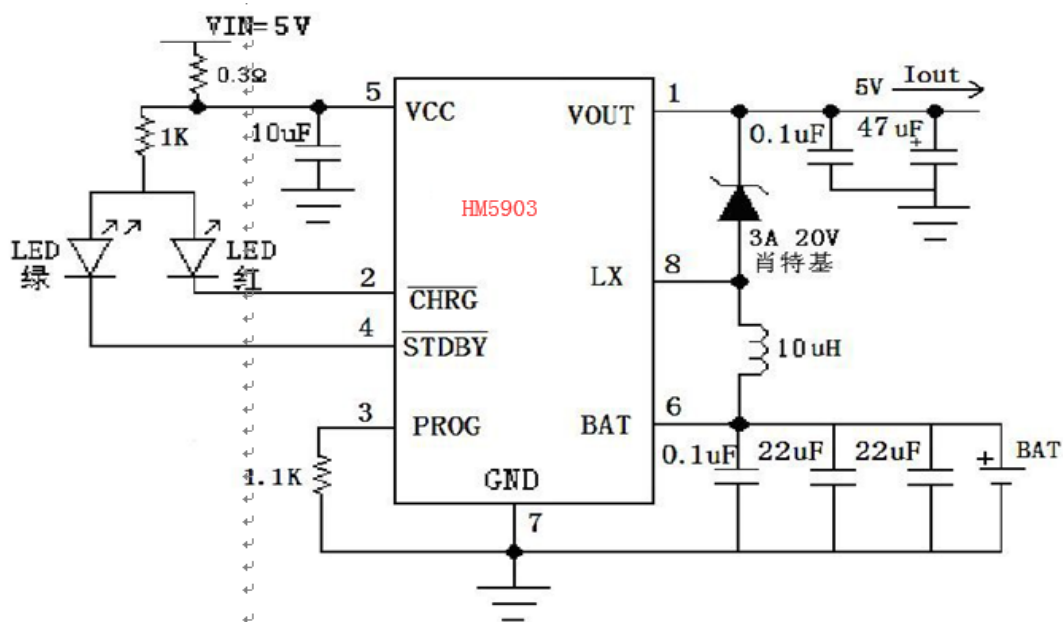 VIN=5V
0.3Ω
1K
10uF
LED
绿
LED
红
5
VCC
2
CHRG
4
STDBY
3
PROG
1.1K
HM5903
GND
7
VOUT
1
5V
Iout
0.1uF
47uF
+
3A 20V
肖特基
LX
8
10uH
BAT
6
0.1uF
22uF
22uF
+
BAT